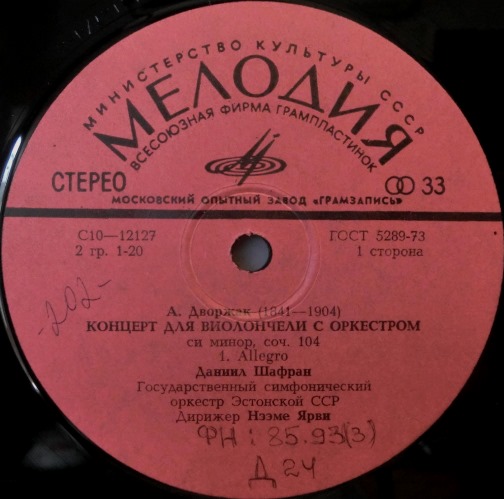 МИНИСТЕРСТВО КУЛЬТУРЫ СССР
МЕЛОДИЯ
ВСЕСОЮЗНАЯ ФИРМА ГРАМПЛАСТИНОК
СТЕРЕО
33
МОСКОВСКИЙ ОПЫТНЫЙ ЗАВОД «ГРАМЗАПИСЬ»
С10—12127
ГОСТ 5289-73
2 гр. 1-20
1 сторона
-202-
А. Дворжак (1841—1904)
КОНЦЕРТ ДЛЯ ВИОЛОНЧЕЛИ С ОРКЕСТРОМ
си минор, соч. 104
1. Allegro
Даниил Шафран
Государственный симфонический
оркестр Эстонской ССР
Дирижер Нээме Ярви
ФН: 85.93(3)
Д 24